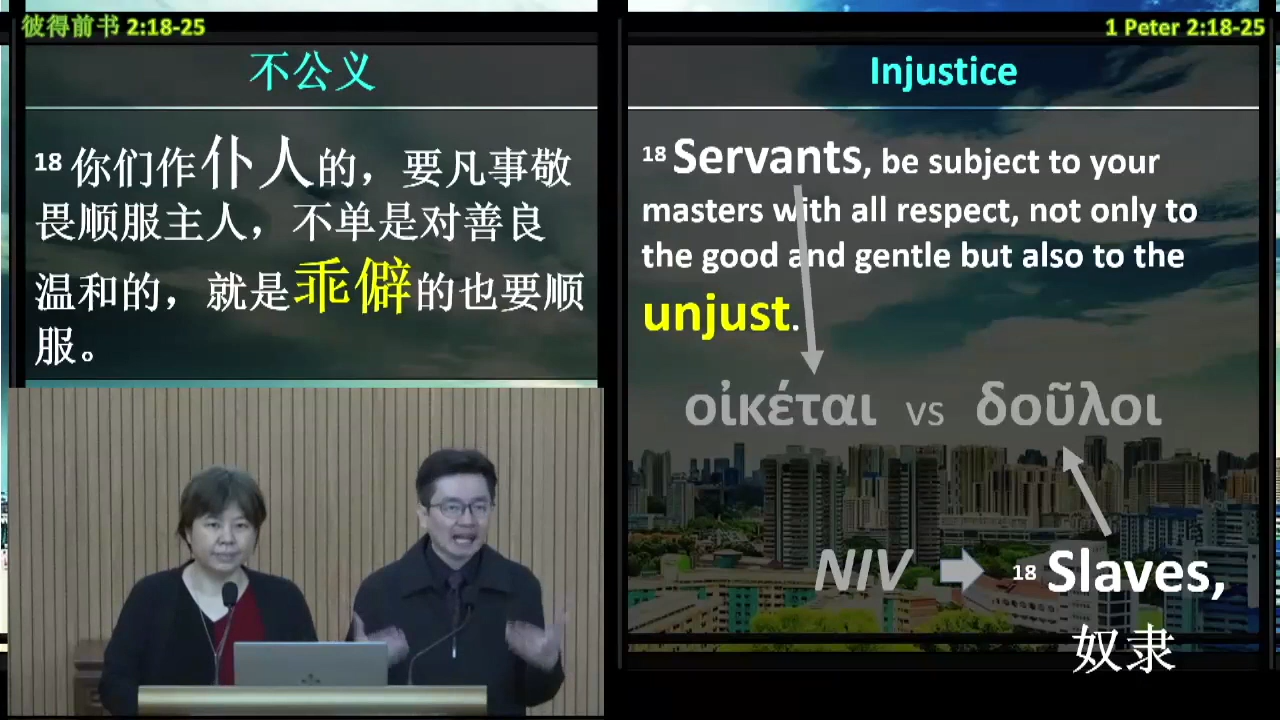 彼得前书 2:18-25
1 Peter 2:18-25
不公义
18 你们作仆人的，要凡事敬
畏顺服主人，不单是对善良
温和的，就是乖僻的也要顺
服。
Injustice
18 Servants, be subject to your
masters with all respect, not only to
the good and gentle but also to the
unjust.
οἰκέται vs δοῦλοι
NIV
18 Slaves,
奴隶